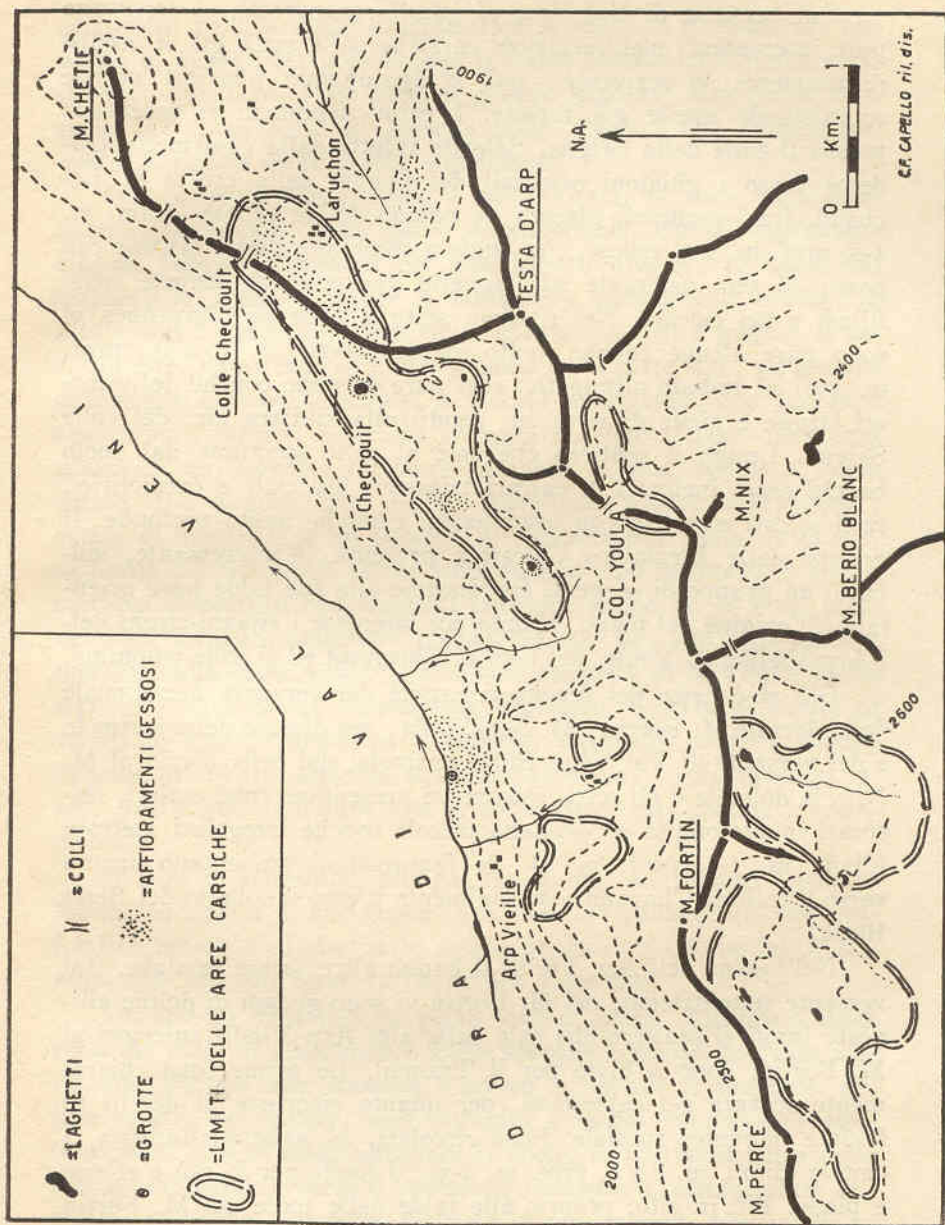 =LAGHETTI
)( =COLLI
=GROTTE
=AFFIORAMENTI GESSOSI
=LIMITI DELLE AREE CARSICHE
M. CHETIF
Colle Checrouit
Laruchon
1900
L. Checrouit
VAL VENI
TESTA D'ARP
N.A.
0 Km. 1
C.F. CAPELLO ril. dis.
COL YOULA
M. NIX
2400
M. BERIO BLANC
DORA DI
Arp Vieille
M. FORTIN
2600
2000
2500
M. PERCE